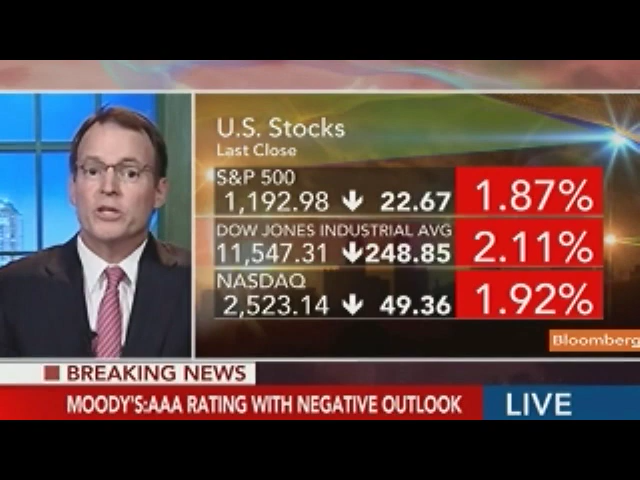 U.S. Stocks
Last Close
S&P 500
1,192.98 ↓ 22.67 1.87%
DOW JONES INDUSTRIAL AVG
11,547.31 ↓248.85 2.11%
NASDAQ
2,523.14 ↓ 49.36 1.92%
Bloomberg
BREAKING NEWS
MOODY'S:AAA RATING WITH NEGATIVE OUTLOOK
LIVE